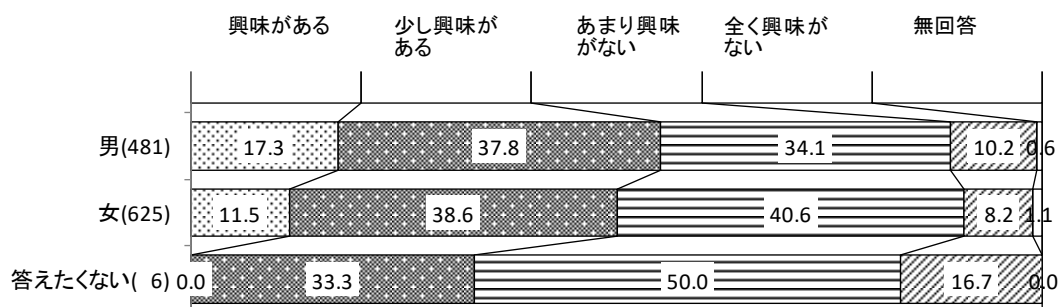 興味がある 少し興味が あまり興味 全く興味が 無回答
ある がない ない
男(481) 17.3 37.8 34.1 10.2 0.6
女(625) 11.5 38.6 40.6 8.2 1.1
答えたくない( 6) 0.0 33.3 50.0 16.7 0.0